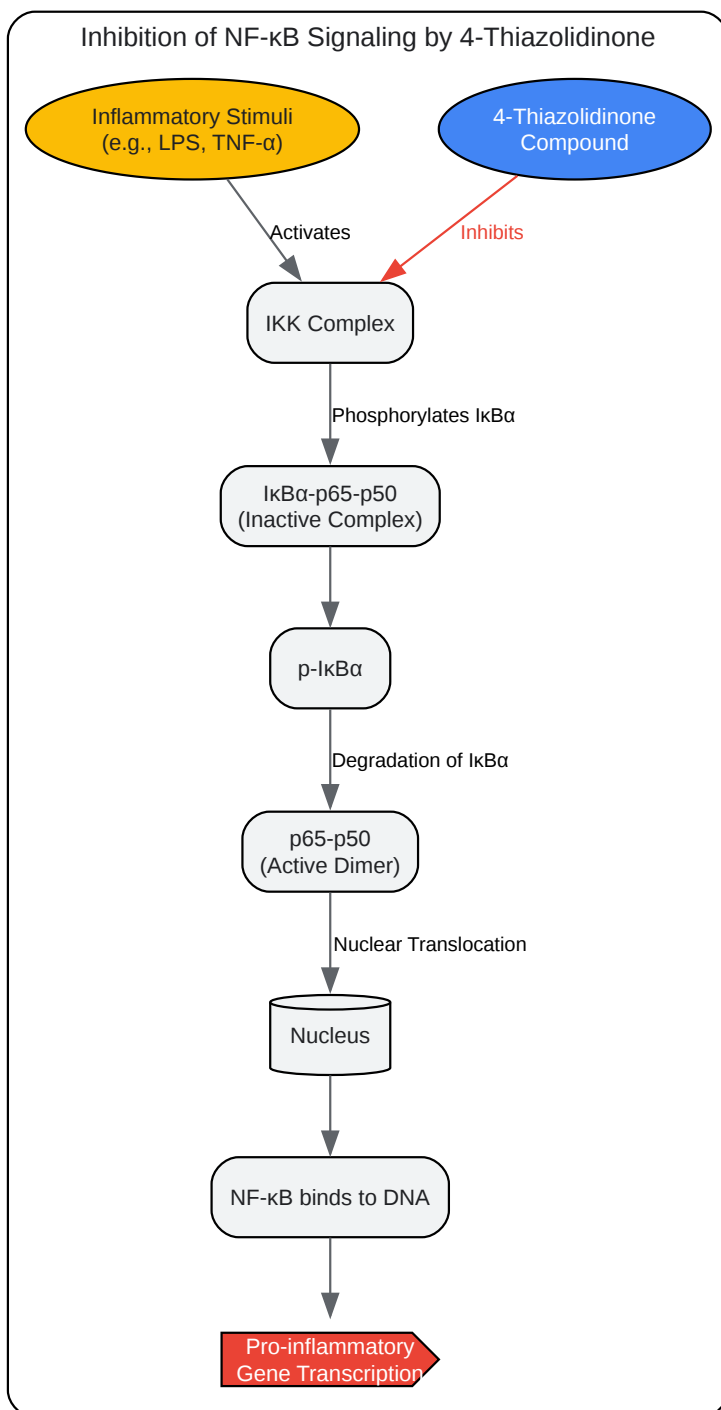 Inhibition of NF-κB Signaling by 4-Thiazolidinone
Inflammatory Stimuli
(e.g., LPS, TNF-α)
4-Thiazolidinone
Compound
Activates
Inhibits
IKK Complex
Phosphorylates IκBα
IκBα-p65-p50
(Inactive Complex)
p-IκBα
Degradation of IκBα
p65-p50
(Active Dimer)
Nuclear Translocation
Nucleus
NF-κB binds to DNA
Pro-inflammatory
Gene Transcription